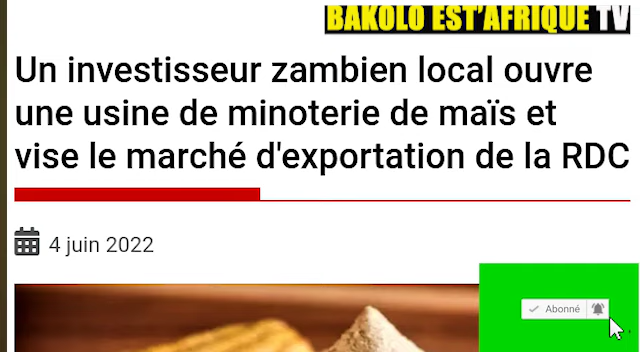 BAKOLO EST'AFRIQUE TV
Un investisseur zambien local ouvre
une usine de minoterie de maïs et
vise le marché d'exportation de la RDC
4 juin 2022
Abonné